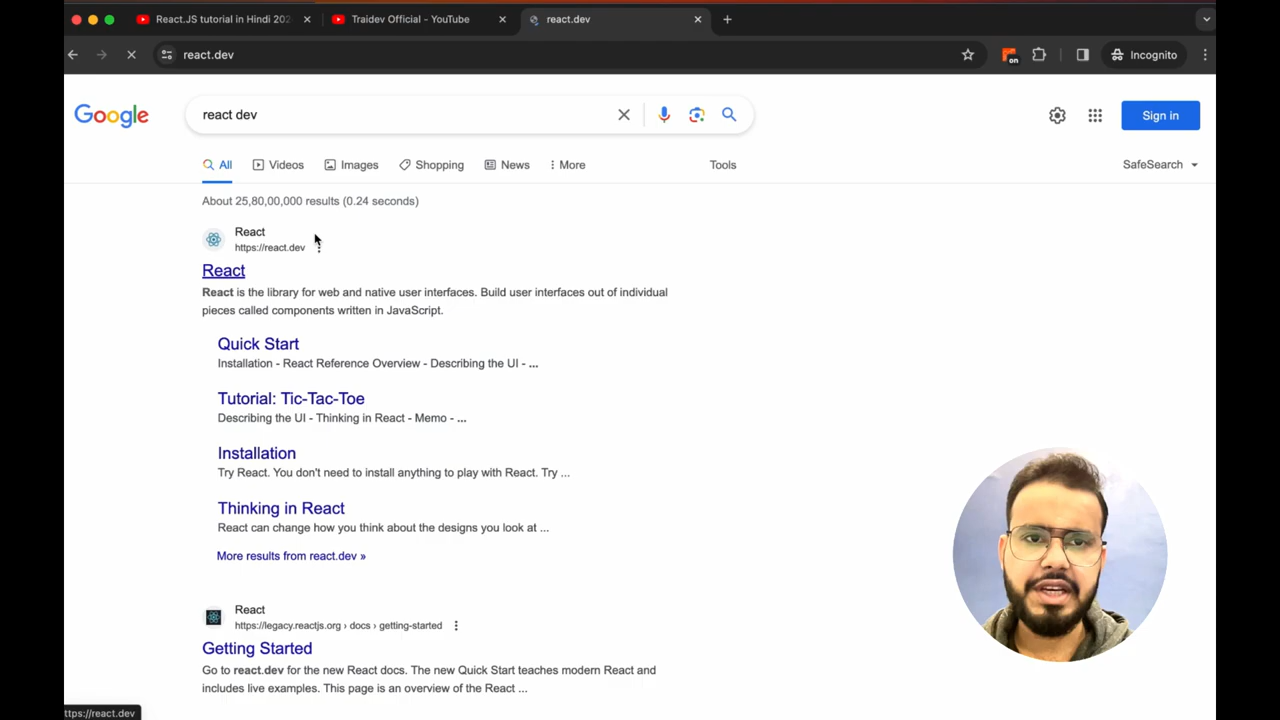 React.JS tutorial in Hindi 202
Traidev Official - YouTube
react.dev
react.dev
on
Incognito
Google
react dev
Sign in
All
Videos
Images
Shopping
News
More
Tools
SafeSearch
About 25,80,00,000 results (0.24 seconds)
React
https://react.dev
React
React is the library for web and native user interfaces. Build user interfaces out of individual
pieces called components written in JavaScript.
Quick Start
Installation - React Reference Overview - Describing the UI - ...
Tutorial: Tic-Tac-Toe
Describing the UI - Thinking in React - Memo - ...
Installation
Try React. You don't need to install anything to play with React. Try ...
Thinking in React
React can change how you think about the designs you look at ...
More results from react.dev »
React
https://legacy.reactjs.org › docs › getting-started
Getting Started
Go to react.dev for the new React docs. The new Quick Start teaches modern React and
includes live examples. This page is an overview of the React ...
ttps://react.dev